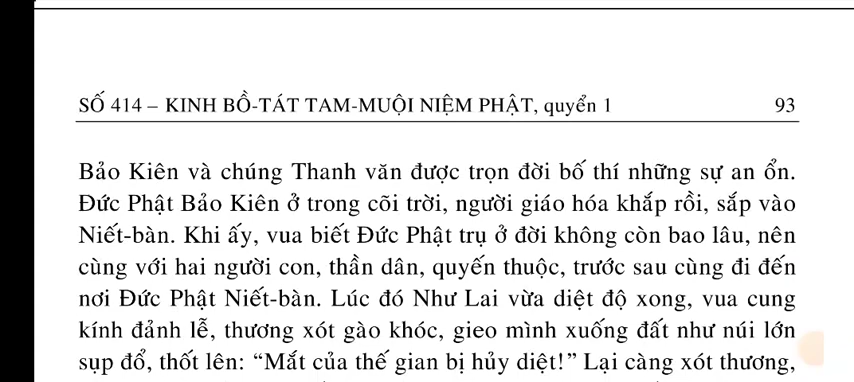 SỐ 414 – KINH BỒ-TÁT TAM-MUỘI NIỆM PHẬT, quyển 1 93
Bảo Kiên và chúng Thanh văn được trọn đời bố thí những sự an ổn.
Đức Phật Bảo Kiên ở trong cõi trời, người giáo hóa khắp rồi, sắp vào
Niết-bàn. Khi ấy, vua biết Đức Phật trụ ở đời không còn bao lâu, nên
cùng với hai người con, thần dân, quyến thuộc, trước sau cùng đi đến
nơi Đức Phật Niết-bàn. Lúc đó Như Lai vừa diệt độ xong, vua cung
kính đảnh lễ, thương xót gào khóc, gieo mình xuống đất như núi lớn
sụp đổ, thốt lên: “Mắt của thế gian bị hủy diệt!” Lại càng xót thương,